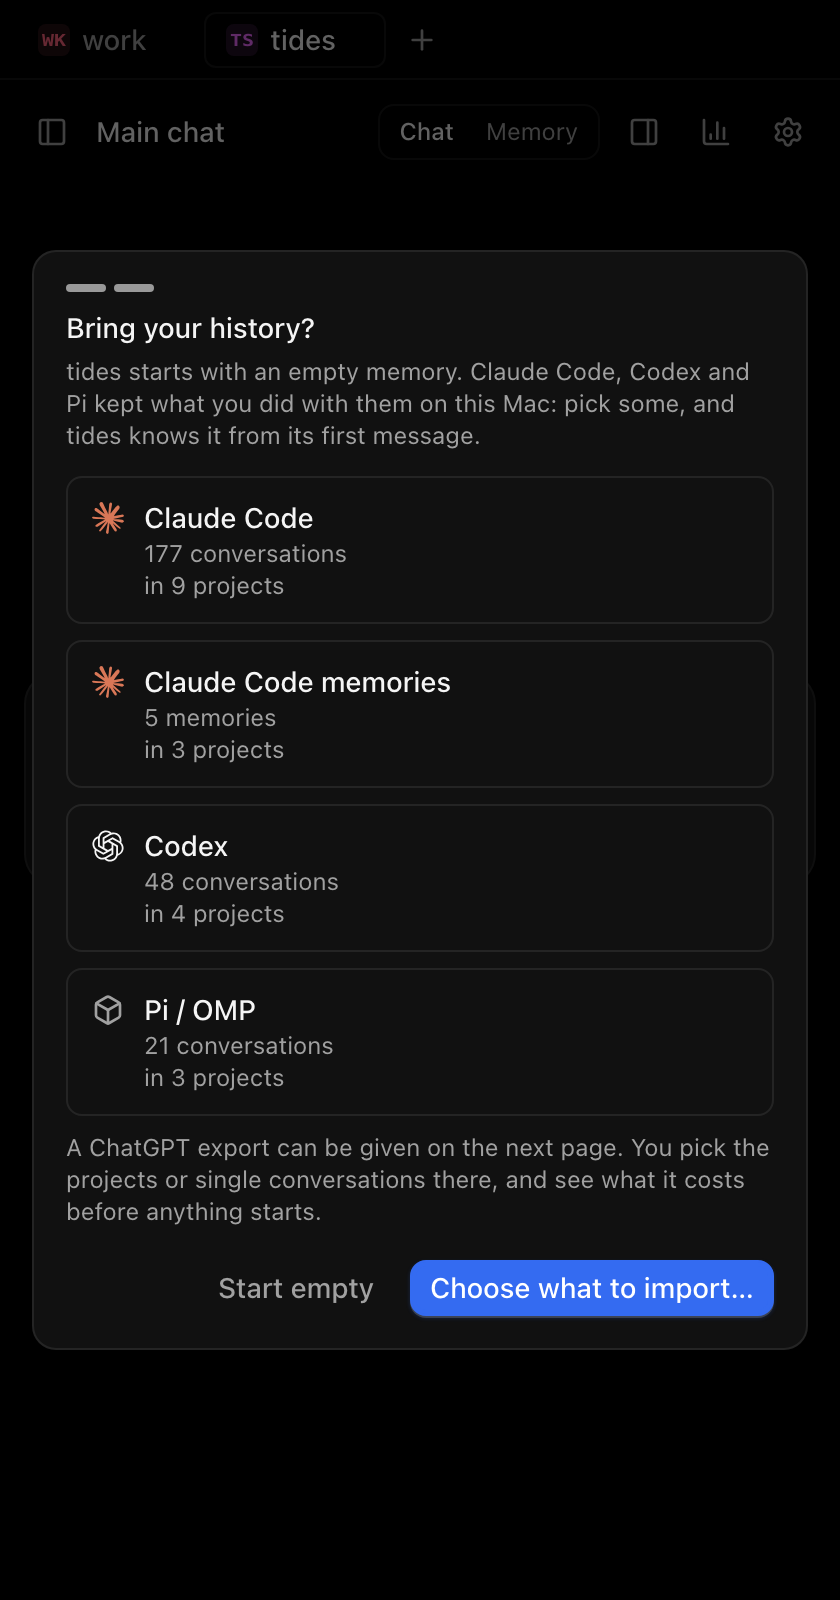 WK work
TS tides
Main chat
Chat
Memory
Bring your history?
tides starts with an empty memory. Claude Code, Codex and
Pi kept what you did with them on this Mac: pick some, and
tides knows it from its first message.
Claude Code
177 conversations
in 9 projects
Claude Code memories
5 memories
in 3 projects
Codex
48 conversations
in 4 projects
Pi / OMP
21 conversations
in 3 projects
A ChatGPT export can be given on the next page. You pick the
projects or single conversations there, and see what it costs
before anything starts.
Start empty
Choose what to import...